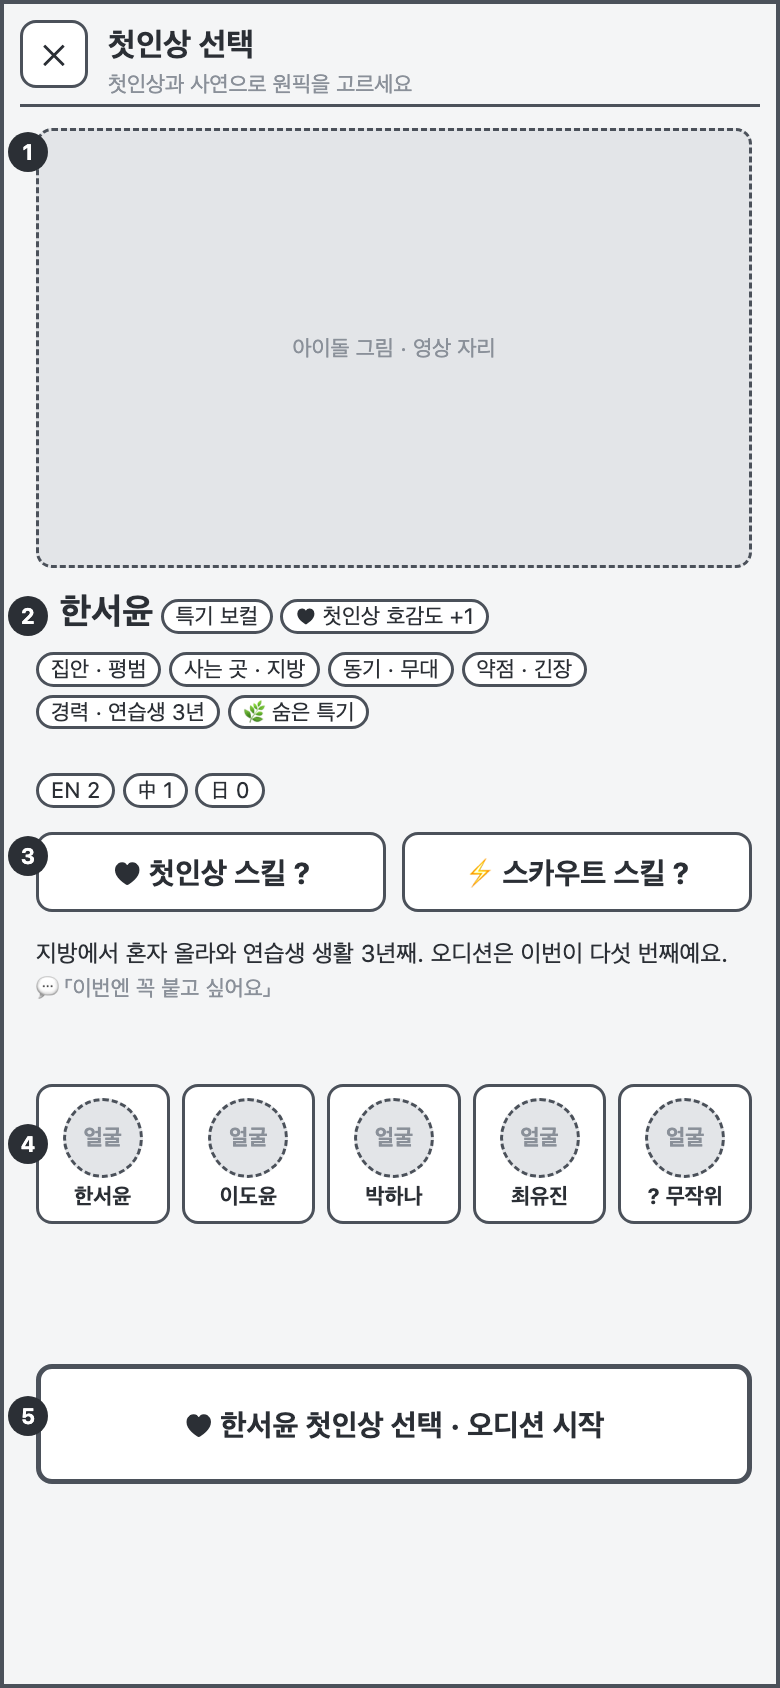 첫인상 선택
첫인상과 사연으로 원픽을 고르세요
1
아이돌 그림 · 영상 자리
2 한서윤 특기 보컬 ♥ 첫인상 호감도 +1
집안 · 평범 사는 곳 · 지방 동기 · 무대 약점 · 긴장
경력 · 연습생 3년 🌿 숨은 특기
EN 2 中 1 日 0
3 ♥ 첫인상 스킬 ? ⚡ 스카우트 스킬 ?
지방에서 혼자 올라와 연습생 생활 3년째. 오디션은 이번이 다섯 번째예요.
💬 「이번엔 꼭 붙고 싶어요」
얼굴 얼굴 얼굴 얼굴 얼굴
4
한서윤 이도윤 박하나 최유진 ? 무작위
5 ♥ 한서윤 첫인상 선택 · 오디션 시작